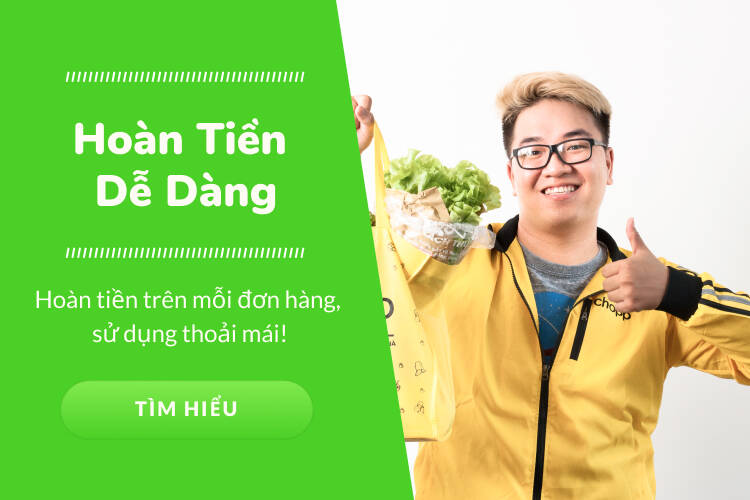 Hoàn Tiền
Dễ Dàng
Hoàn tiền trên mỗi đơn hàng,
sử dụng thoải mái!
TÌM HIỂU
chopp